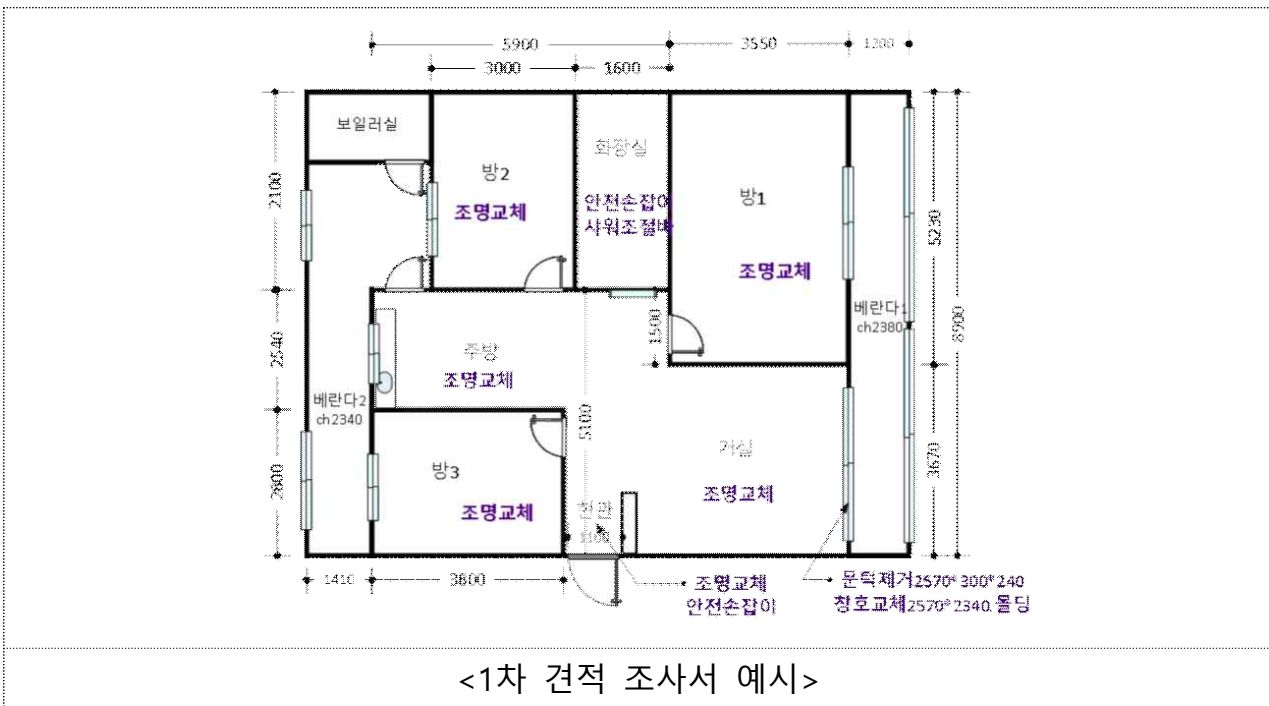 5900
3550
1200
3000
1600
보일러실
방2
조명교체
화장실
안전손잡이
샤워조절바
방1
조명교체
2100
5230
8900
베란다1
ch2380
1500
2540
주방
조명교체
베란다2
ch2340
5100
거실
조명교체
3670
방3
조명교체
2800
현관
1100
1410
3800
조명교체
안전손잡이
문턱제거2570*300*240
창호교체2570*2340.몰딩
<1차 견적 조사서 예시>